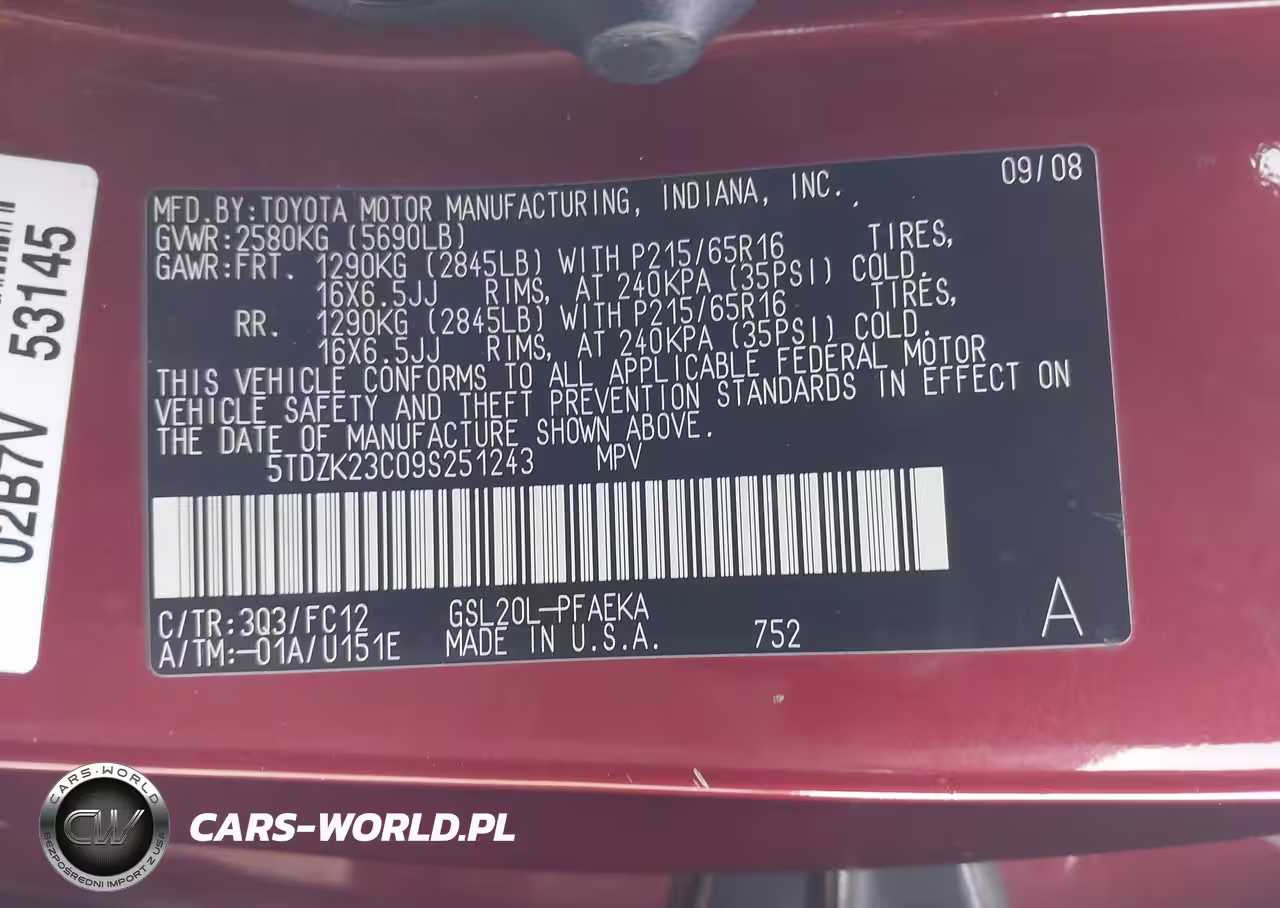 09/08
MFD.BY:TOYOTA MOTOR MANUFACTURING, INDIANA, INC.
GVWR:2580KG (5690LB)
GAWR:FRT. 1290KG (2845LB) WITH P215/65R16 TIRES,
16X6.5JJ RIMS, AT 240KPA (35PSI) COLD.
RR. 1290KG (2845LB) WITH P215/65R16 TIRES,
16X6.5JJ RIMS, AT 240KPA (35PSI) COLD.
THIS VEHICLE CONFORMS TO ALL APPLICABLE FEDERAL MOTOR
VEHICLE SAFETY AND THEFT PREVENTION STANDARDS IN EFFECT ON
THE DATE OF MANUFACTURE SHOWN ABOVE.
5TDZK23C09S251243 MPV
C/TR:3Q3/FC12 GSL20L-PFAEKA
A/TM:-01A/U151E MADE IN U.S.A. 752
A
02B7V 53145
CARS-WORLD
CW
BEZPOŚREDNI IMPORT Z USA
CARS-WORLD.PL